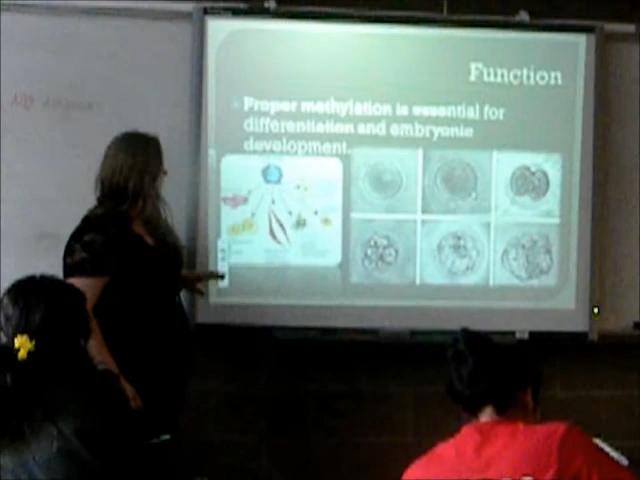 Function
Proper methylation is essential for
differentiation and embryonic
development.